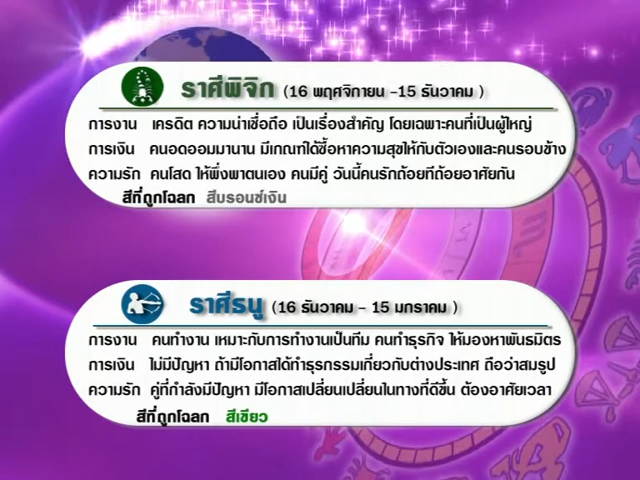 ราศีพิจิก (16 พฤศจิกายน -15 ธันวาคม )
การงาน เครดิต ความน่าเชื่อถือ เป็นเรื่องสำคัญ โดยเฉพาะคนที่เป็นผู้ใหญ่
การเงิน คนอดออมมานาน มีเกณฑ์ได้ซื้อหาความสุขให้กับตัวเองและคนรอบข้าง
ความรัก คนโสด ให้พึ่งพาตนเอง คนมีคู่ วันนี้คนรักถ้อยทีถ้อยอาศัยกัน
สีที่ถูกโฉลก สีบรอนซ์เงิน
ราศีธนู (16 ธันวาคม – 15 มกราคม )
การงาน คนทำงาน เหมาะกับการทำงานเป็นทีม คนทำธุรกิจ ให้มองหาพันธมิตร
การเงิน ไม่มีปัญหา ถ้ามีโอกาสได้ทำธุรกรรมเกี่ยวกับต่างประเทศ ถือว่าสมรูป
ความรัก คู่ที่กำลังมีปัญหา มีโอกาสเปลี่ยนเปลี่ยนในทางที่ดีขึ้น ต้องอาศัยเวลา
สีที่ถูกโฉลก สีเขียว